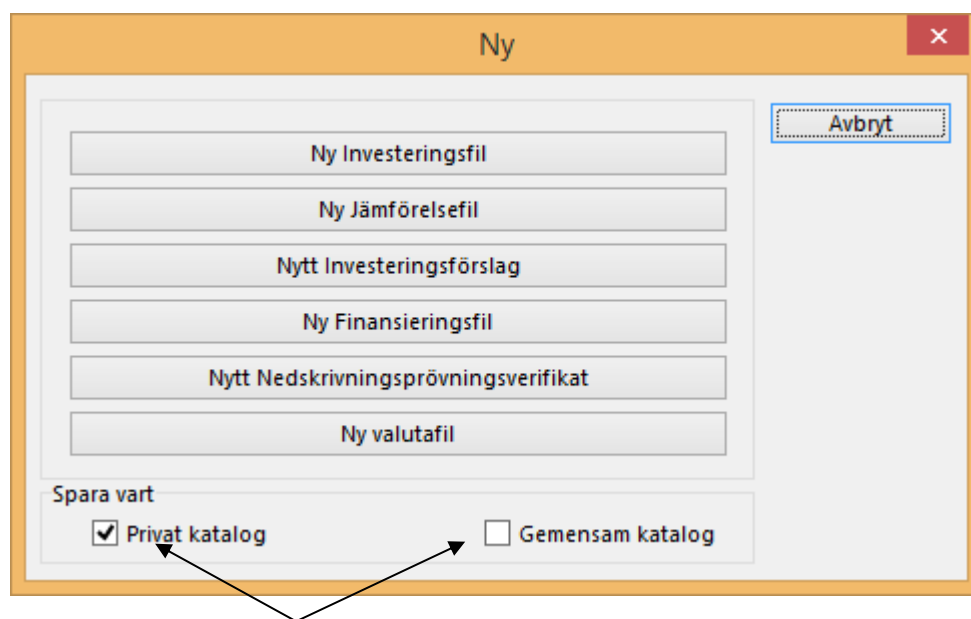 Ny
Avbryt
Ny Investeringsfil
Ny Jämförelsefil
Nytt Investeringsförslag
Ny Finansieringsfil
Nytt Nedskrivningsprövningsverifikat
Ny valutafil
Spara vart
Privat katalog
Gemensam katalog